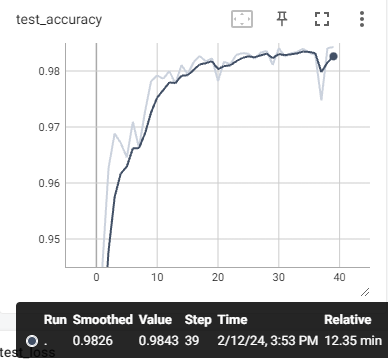 test_accuracy
0.98
0.97
0.96
0.95
0 10 20 30 40
Run Smoothed Value Step Time Relative
. 0.9826 0.9843 39 2/12/24, 3:53 PM 12.35 min
test_loss